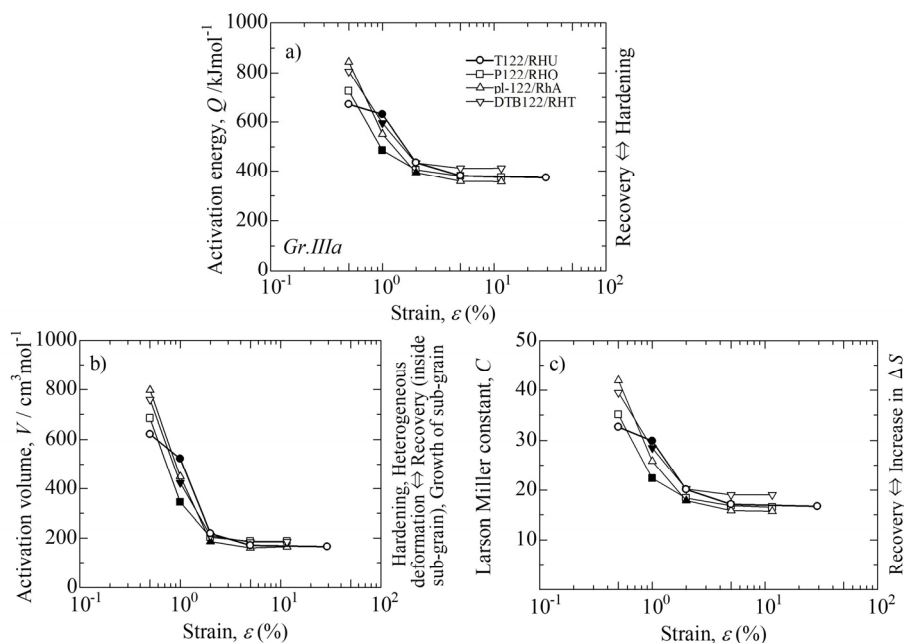 a)
1000
800
600
400
200
0
Activation energy, Q /kJmol-1
T122/RHU
P122/RHQ
pl-122/RhA
DTB122/RHT
Recovery ⇔ Hardening
Gr.IIIa
10-1 100 101 102
Strain, ε (%)
b)
1000
800
600
400
200
0
Activation volume, V / cm3mol-1
Hardening, Heterogeneous
deformation ⇔ Recovery (inside
sub-grain), Growth of sub-grain
10-1 100 101 102
Strain, ε (%)
c)
50
40
30
20
10
0
Larson Miller constant, C
Recovery ⇔ Increase in ΔS
10-1 100 101 102
Strain, ε (%)